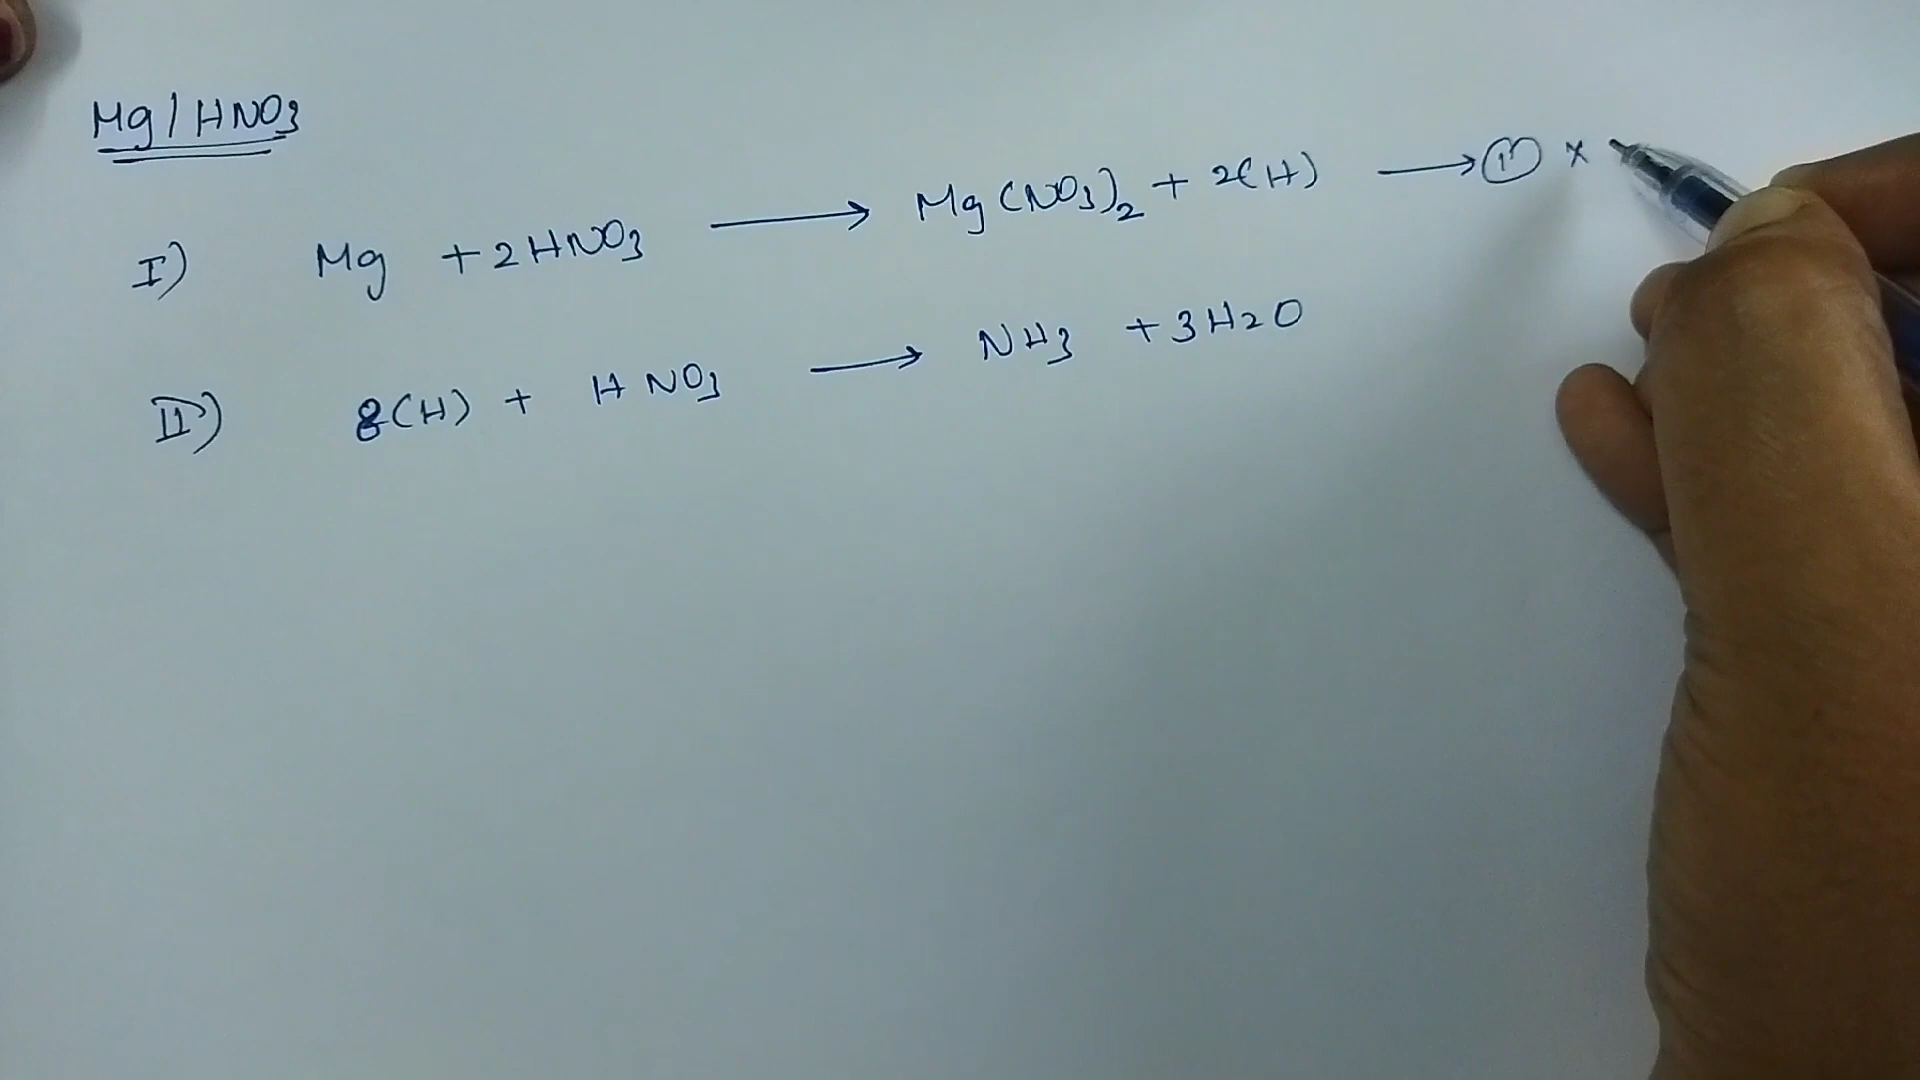 Mg / HNO3
I) Mg + 2HNO3 ⟶ Mg(NO3)2 + 2(H) ⟶ ① ×
II) 8(H) + HNO3 ⟶ NH3 + 3H2O